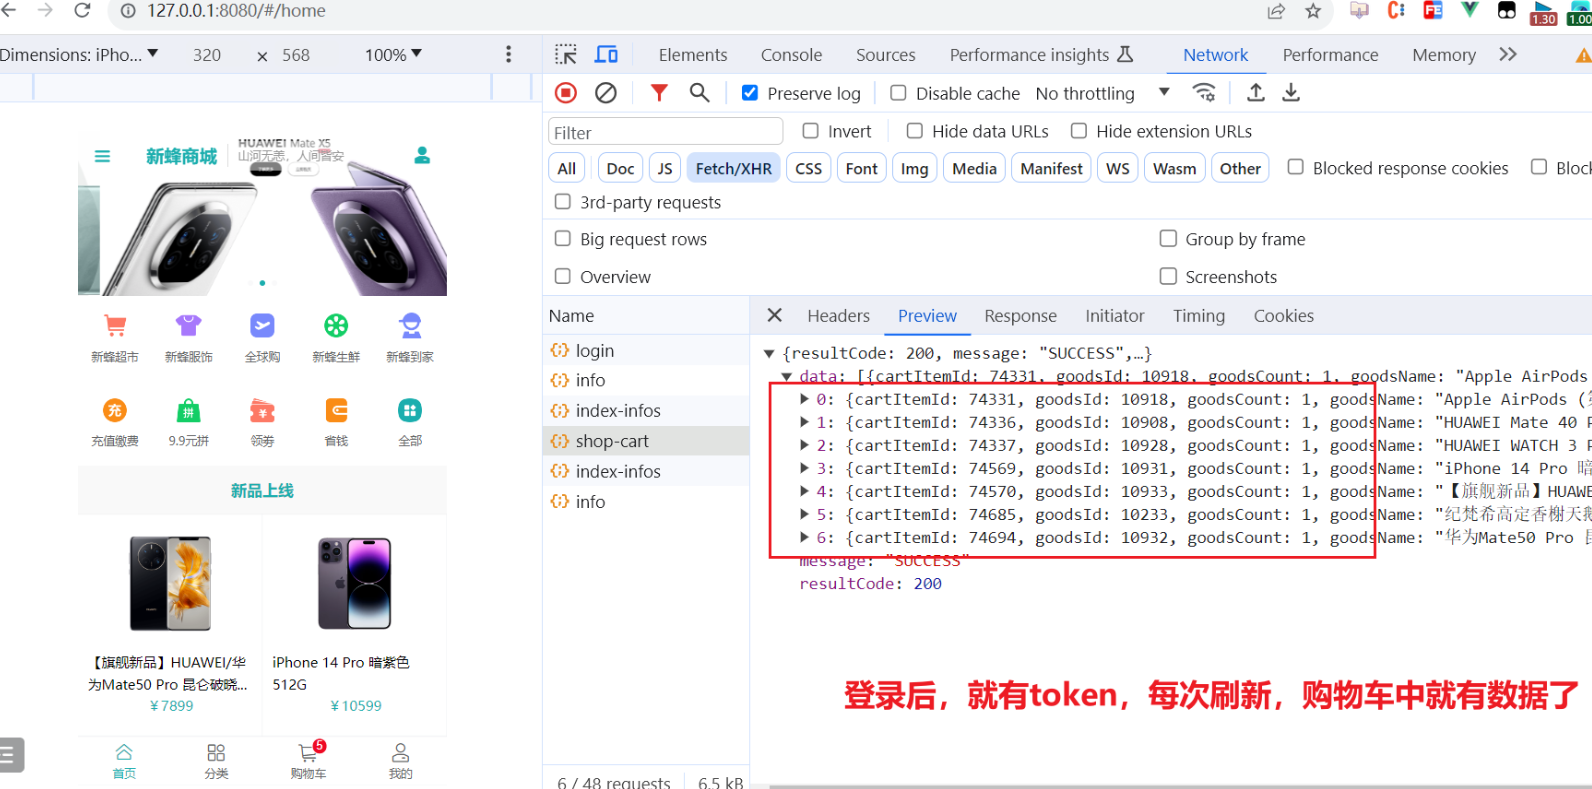 127.0.0.1:8080/#/home
1.30
1.00
Dimensions: iPho... 320 × 568 100%
Elements Console Sources Performance insights Network Performance Memory
Preserve log Disable cache No throttling
Filter Invert Hide data URLs Hide extension URLs
All Doc JS Fetch/XHR CSS Font Img Media Manifest WS Wasm Other Blocked response cookies Bloc
3rd-party requests
Big request rows Group by frame
Overview Screenshots
Name
login
info
index-infos
shop-cart
index-infos
info
6 / 48 requests 6.5 kB
Headers Preview Response Initiator Timing Cookies
{resultCode: 200, message: "SUCCESS",…}
data: [{cartItemId: 74331, goodsId: 10918, goodsCount: 1, goodsName: "Apple AirPods
0: {cartItemId: 74331, goodsId: 10918, goodsCount: 1, goodsName: "Apple AirPods (
1: {cartItemId: 74336, goodsId: 10908, goodsCount: 1, goodsName: "HUAWEI Mate 40 P
2: {cartItemId: 74337, goodsId: 10928, goodsCount: 1, goodsName: "HUAWEI WATCH 3 P
3: {cartItemId: 74569, goodsId: 10931, goodsCount: 1, goodsName: "iPhone 14 Pro 暗
4: {cartItemId: 74570, goodsId: 10933, goodsCount: 1, goodsName: "【旗舰新品】HUAWE
5: {cartItemId: 74685, goodsId: 10233, goodsCount: 1, goodsName: "纪梵希高定香榭天鹅
6: {cartItemId: 74694, goodsId: 10932, goodsCount: 1, goodsName: "华为Mate50 Pro 昆
message: "SUCCESS"
resultCode: 200
登录后，就有token，每次刷新，购物车中就有数据了
新蜂商城
HUAWEI Mate X5
山河无恙，人间皆安
新蜂超市 新蜂服饰 全球购 新蜂生鲜 新蜂到家
充
拼
充值缴费 9.9元拼 领劵 省钱 全部
新品上线
【旗舰新品】HUAWEI/华
为Mate50 Pro 昆仑破晓...
¥7899
iPhone 14 Pro 暗紫色
512G
¥10599
5
首页 分类 购物车 我的